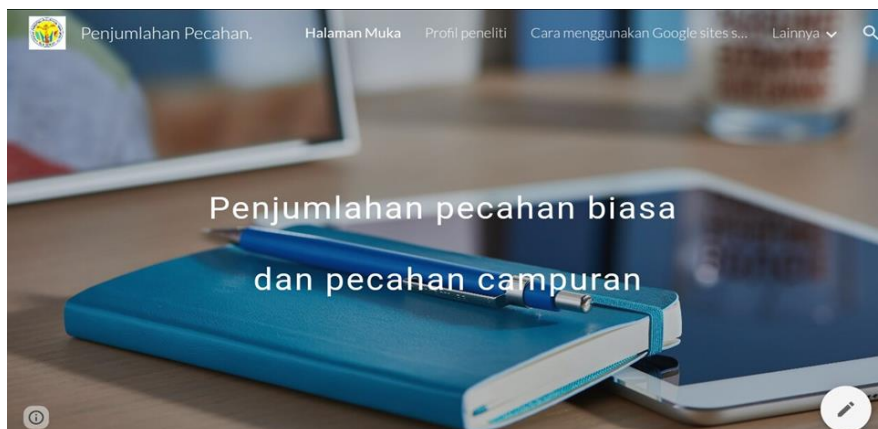 Penjumlahan Pecahan.
Halaman Muka
Profil peneliti
Cara menggunakan Google sites s...
Lainnya
Penjumlahan pecahan biasa
dan pecahan campuran